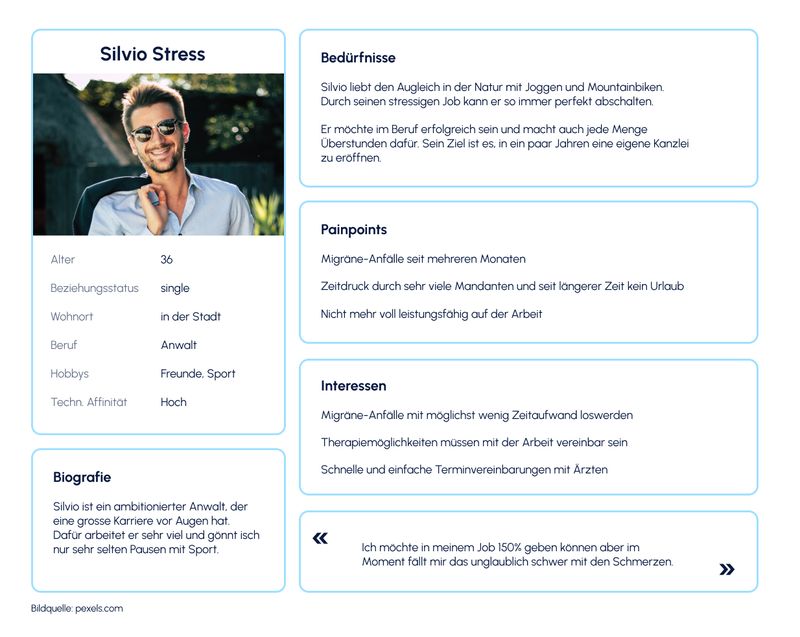 Silvio Stress
Alter 36
Beziehungsstatus single
Wohnort in der Stadt
Beruf Anwalt
Hobbys Freunde, Sport
Techn. Affinität Hoch
Biografie
Silvio ist ein ambitionierter Anwalt, der
eine grosse Karriere vor Augen hat.
Dafür arbeitet er sehr viel und gönnt isch
nur sehr selten Pausen mit Sport.
Bedürfnisse
Silvio liebt den Augleich in der Natur mit Joggen und Mountainbiken.
Durch seinen stressigen Job kann er so immer perfekt abschalten.
Er möchte im Beruf erfolgreich sein und macht auch jede Menge
Überstunden dafür. Sein Ziel ist es, in ein paar Jahren eine eigene Kanzlei
zu eröffnen.
Painpoints
Migräne-Anfälle seit mehreren Monaten
Zeitdruck durch sehr viele Mandanten und seit längerer Zeit kein Urlaub
Nicht mehr voll leistungsfähig auf der Arbeit
Interessen
Migräne-Anfälle mit möglichst wenig Zeitaufwand loswerden
Therapiemöglichkeiten müssen mit der Arbeit vereinbar sein
Schnelle und einfache Terminvereinbarungen mit Ärzten
« Ich möchte in meinem Job 150% geben können aber im
Moment fällt mir das unglaublich schwer mit den Schmerzen. »
Bildquelle: pexels.com